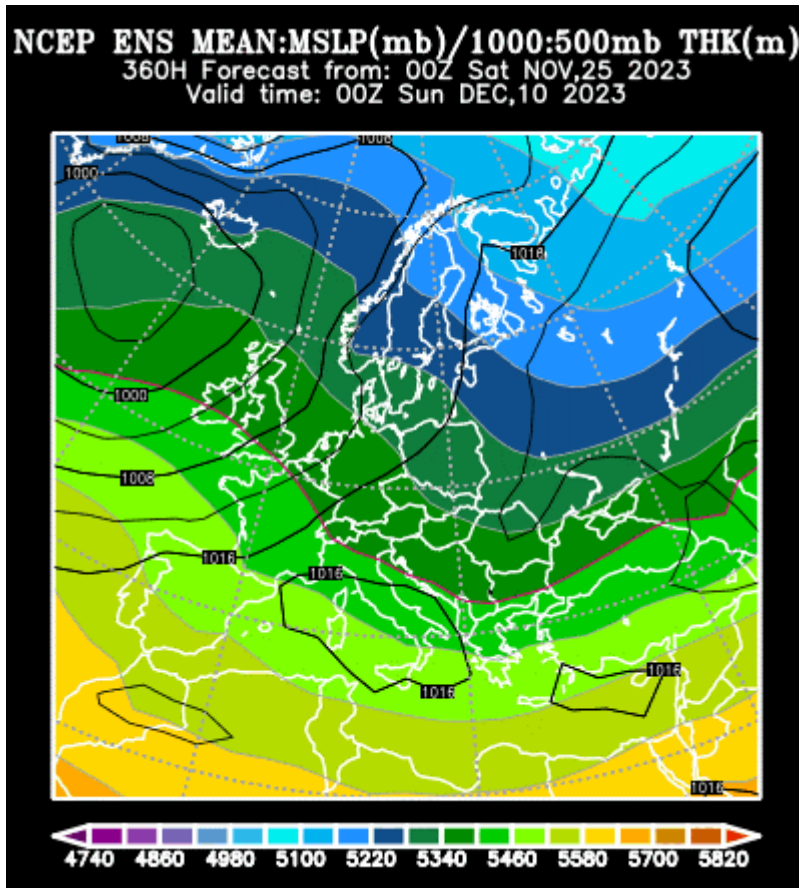 NCEP ENS MEAN:MSLP(mb)/1000:500mb THK(m)
360H Forecast from: 00Z Sat NOV,25 2023
Valid time: 00Z Sun DEC,10 2023
1008
1000
1016
1000
1008
1016
1016
1016
1016
1016
4740 4860 4980 5100 5220 5340 5460 5580 5700 5820